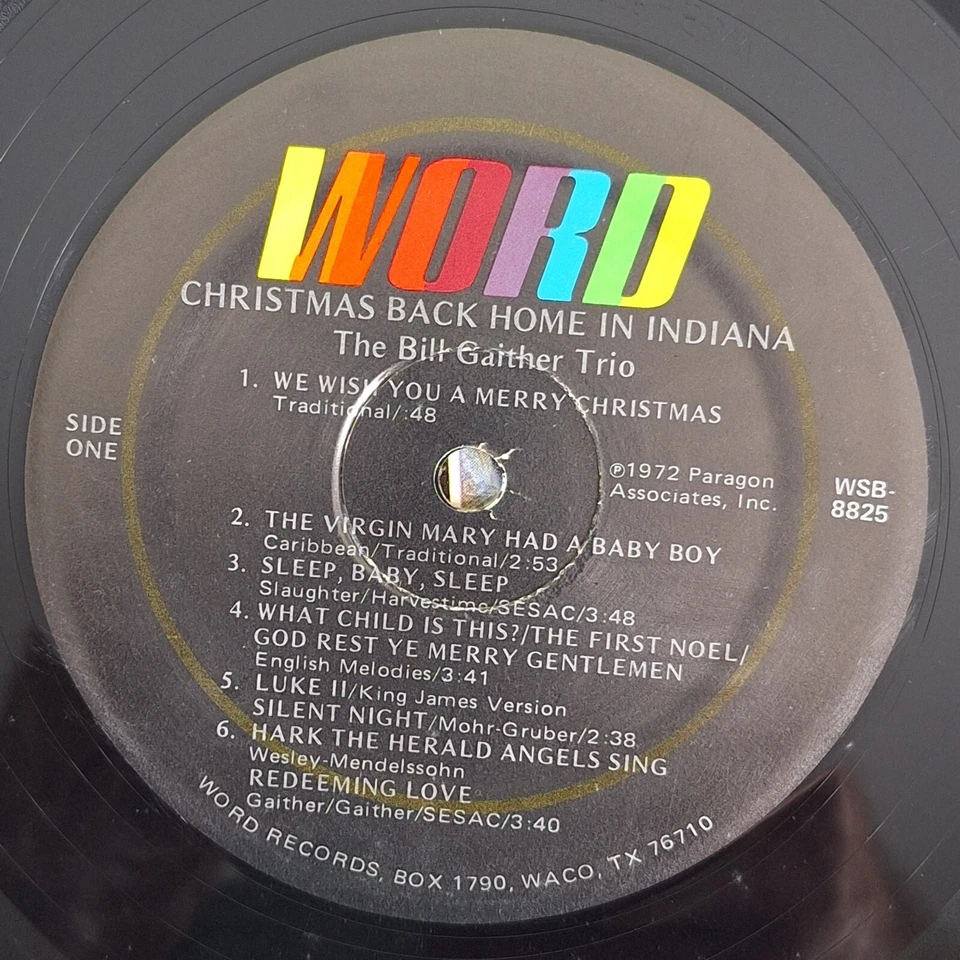 WORD
CHRISTMAS BACK HOME IN INDIANA
The Bill Gaither Trio
1. WE WISH YOU A MERRY CHRISTMAS
Traditional/:48
SIDE
ONE
℗1972 Paragon
Associates, Inc.
WSB-
8825
2. THE VIRGIN MARY HAD A BABY BOY
Caribbean/Traditional/2:53
3. SLEEP, BABY, SLEEP
Slaughter/Harvestime/SESAC/3:48
4. WHAT CHILD IS THIS?/THE FIRST NOEL/
GOD REST YE MERRY GENTLEMEN
English Melodies/3:41
5. LUKE II/King James Version
SILENT NIGHT/Mohr-Gruber/2:38
6. HARK THE HERALD ANGELS SING
Wesley-Mendelssohn
REDEEMING LOVE
Gaither/Gaither/SESAC/3:40
WORD RECORDS, BOX 1790, WACO, TX 76710